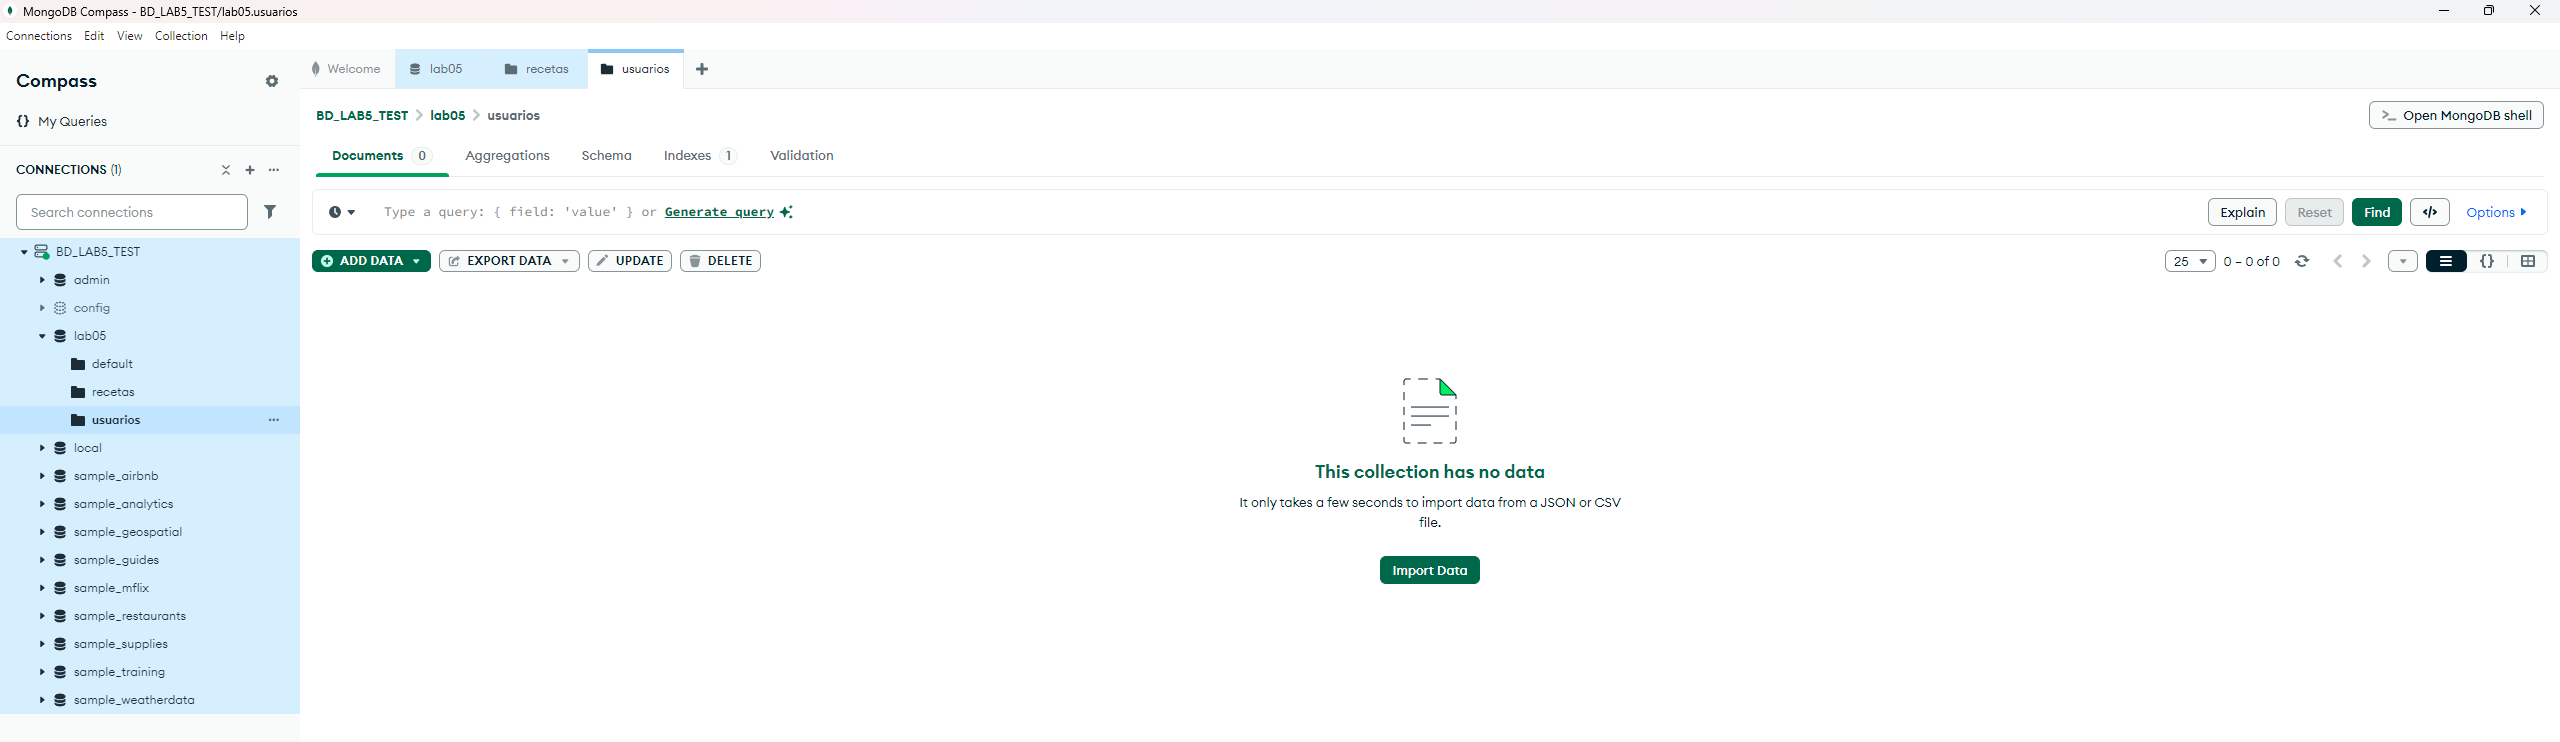 MongoDB Compass - BD_LAB5_TEST/lab05.usuarios
Connections Edit View Collection Help
Compass
My Queries
CONNECTIONS (1)
Search connections
BD_LAB5_TEST
admin
config
lab05
default
recetas
usuarios
local
sample_airbnb
sample_analytics
sample_geospatial
sample_guides
sample_mflix
sample_restaurants
sample_supplies
sample_training
sample_weatherdata
Welcome lab05 recetas usuarios
BD_LAB5_TEST > lab05 > usuarios
>_ Open MongoDB shell
Documents 0 Aggregations Schema Indexes 1 Validation
Type a query: { field: 'value' } or Generate query
Explain Reset Find </> Options
ADD DATA EXPORT DATA UPDATE DELETE
25 0 – 0 of 0 {}
This collection has no data
It only takes a few seconds to import data from a JSON or CSV
file.
Import Data